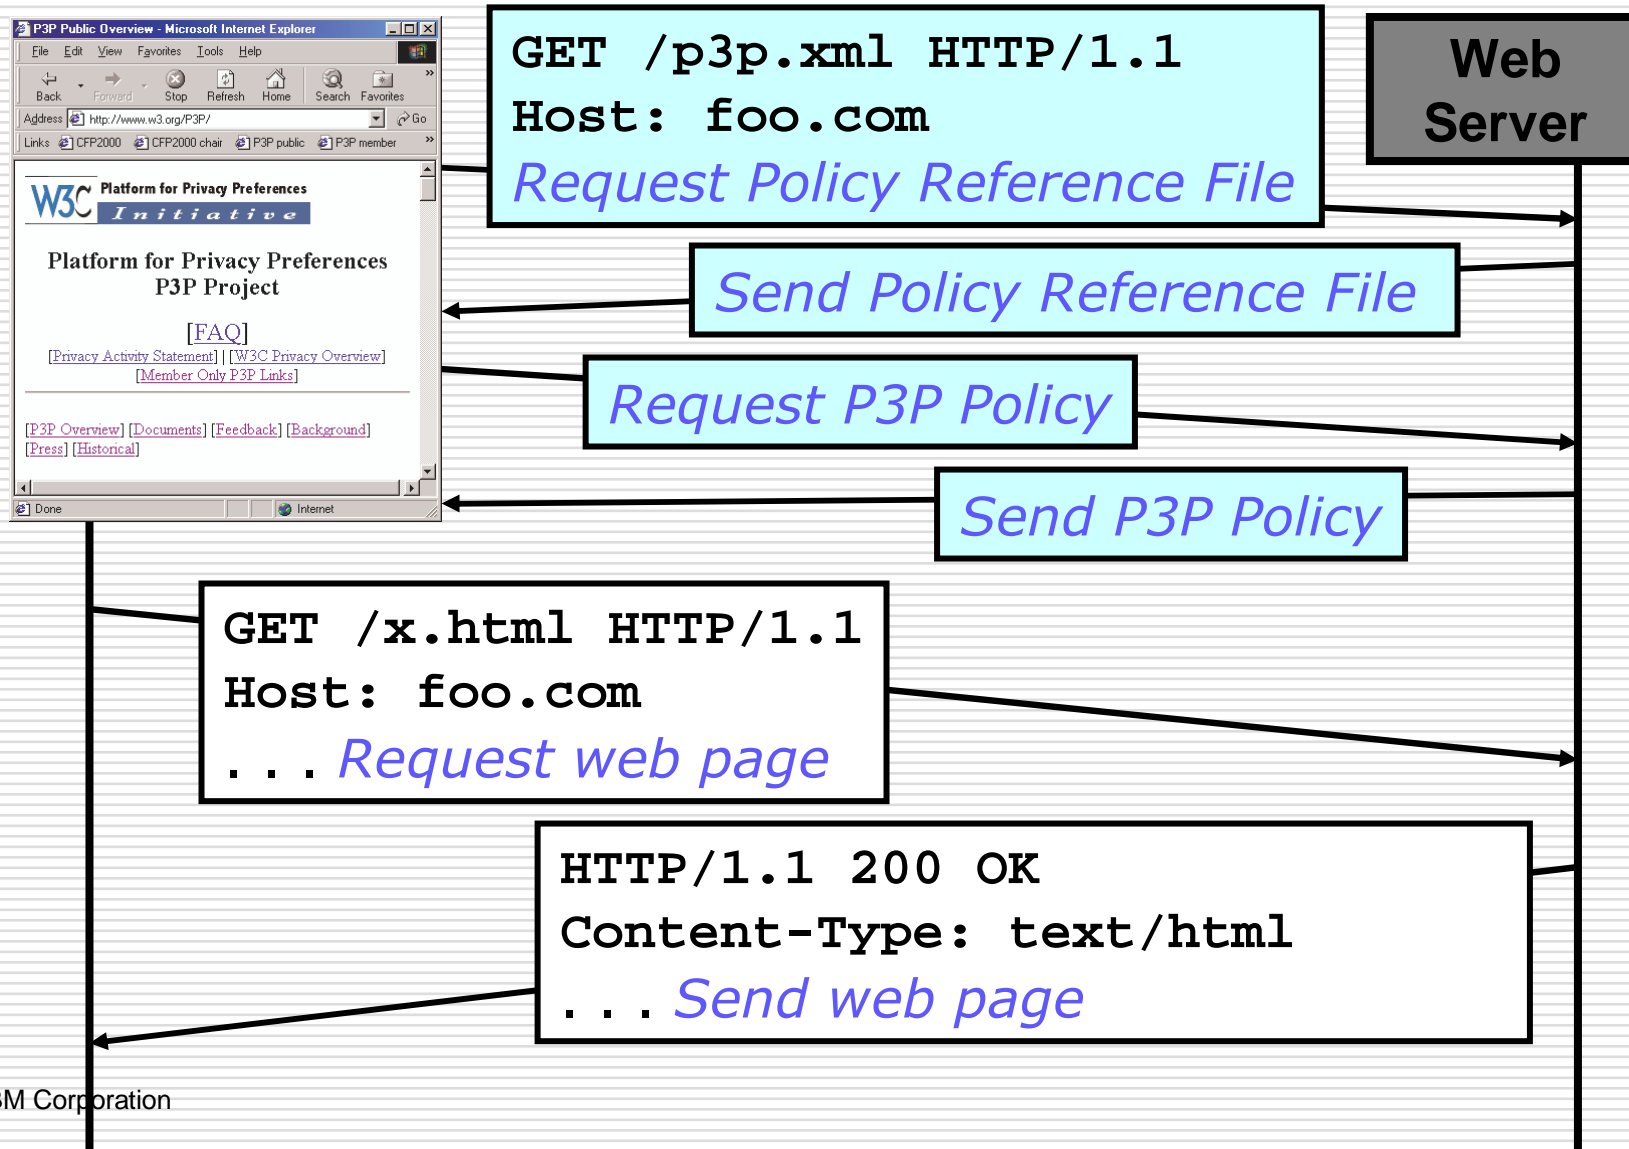 P3P Public Overview - Microsoft Internet Explorer
File Edit View Favorites Tools Help
Back Forward Stop Refresh Home Search Favorites »
Address http://www.w3.org/P3P/ Go
Links CFP2000 CFP2000 chair P3P public P3P member »
W3C Platform for Privacy Preferences
Initiative
Platform for Privacy Preferences
P3P Project
[FAQ]
[Privacy Activity Statement] | [W3C Privacy Overview]
[Member Only P3P Links]
[P3P Overview] [Documents] [Feedback] [Background]
[Press] [Historical]
Done Internet
GET /p3p.xml HTTP/1.1
Host: foo.com
Request Policy Reference File
Web
Server
Send Policy Reference File
Request P3P Policy
Send P3P Policy
GET /x.html HTTP/1.1
Host: foo.com
. . . Request web page
HTTP/1.1 200 OK
Content-Type: text/html
. . . Send web page
M Corporation